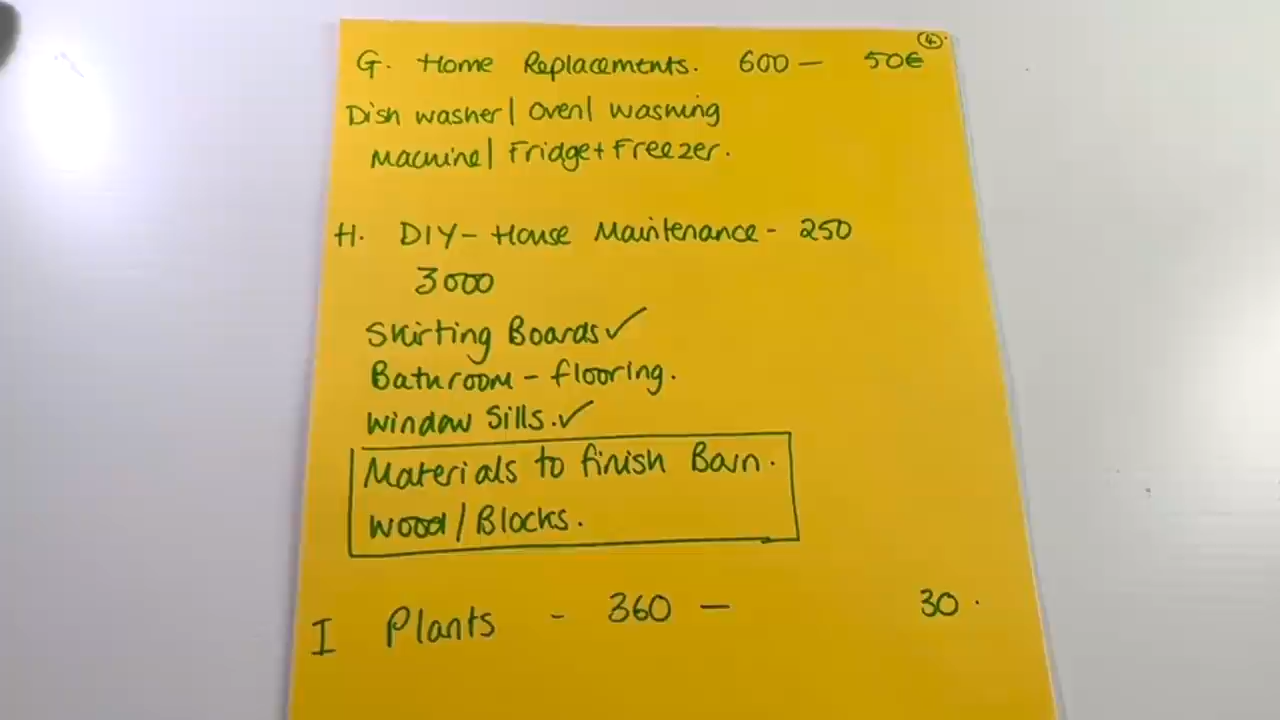 4
G. Home Replacements. 600 — 50€
Dish washer| Oven| washing
Machine| Fridge+Freezer.
H. DIY- House Maintenance - 250
3000
Skirting Boards ✓
Bathroom - flooring.
Window Sills. ✓
Materials to finish Barn.
Wood/Blocks.
I Plants - 360 — 30.